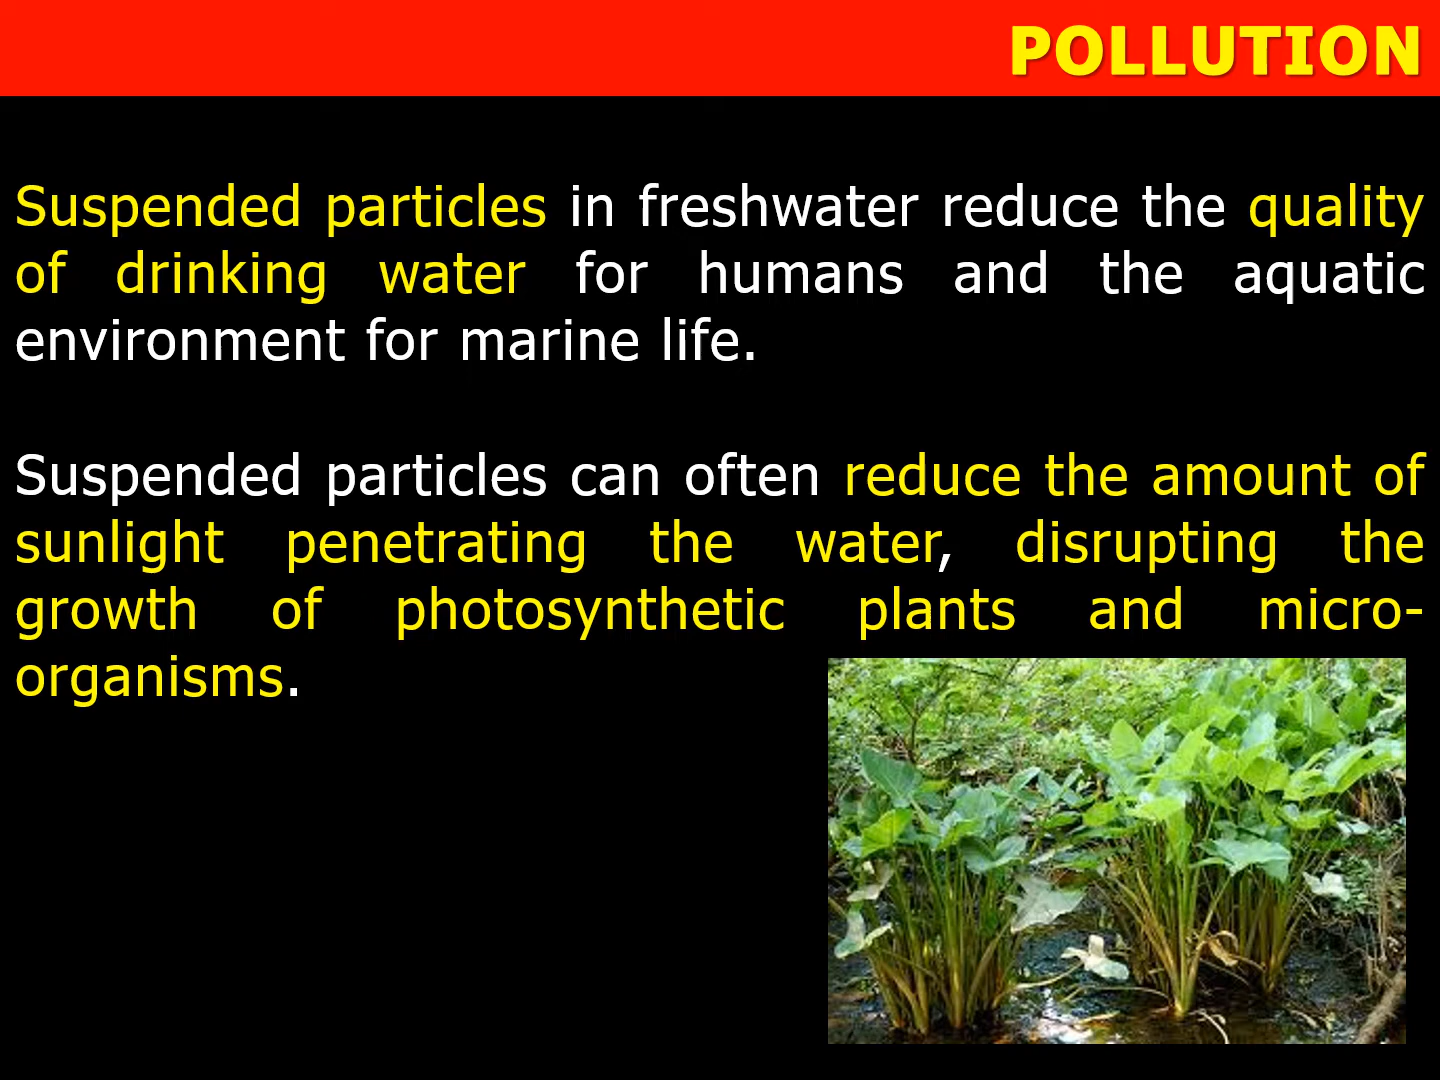 POLLUTION
Suspended particles in freshwater reduce the quality
of drinking water for humans and the aquatic
environment for marine life.
Suspended particles can often reduce the amount of
sunlight penetrating the water, disrupting the
growth of photosynthetic plants and micro-
organisms.